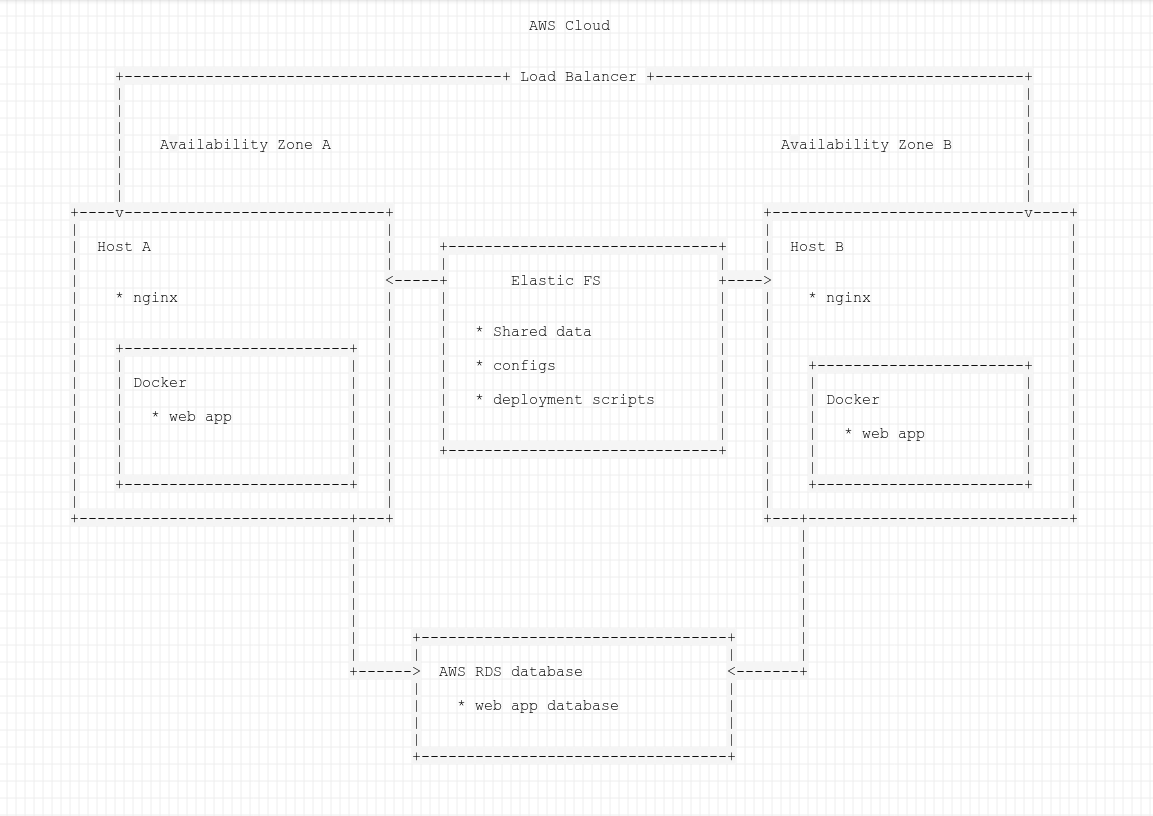 AWS Cloud
Load Balancer
Availability Zone A
Availability Zone B
Host A
* nginx
Docker
* web app
Elastic FS
* Shared data
* configs
* deployment scripts
Host B
* nginx
Docker
* web app
AWS RDS database
* web app database